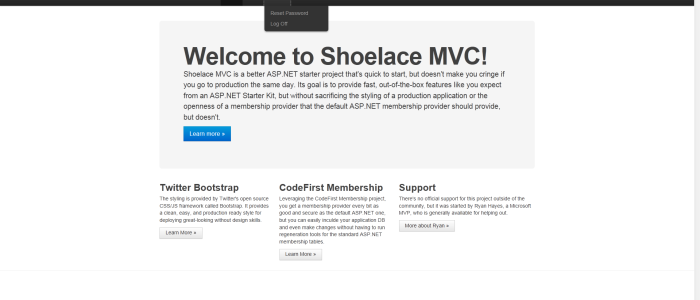 Reset Password
Log Off
Welcome to Shoelace MVC!
Shoelace MVC is a better ASP.NET starter project that's quick to start, but doesn't make you cringe if
you go to production the same day. Its goal is to provide fast, out-of-the-box features like you expect
from an ASP.NET Starter Kit, but without sacrificing the styling of a production application or the
openness of a membership provider that the default ASP.NET membership provider should provide,
but doesn't.
Learn more »
Twitter Bootstrap
The styling is provided by Twitter's open source
CSS/JS framework called Bootstrap. It provides
a clean, easy, and production ready style for
deploying great-looking without design skills.
Learn More »
CodeFirst Membership
Leveraging the CodeFirst Membership project,
you get a membership provider every bit as
good and secure as the default ASP.NET one,
but you can easily inculde your application DB
and even make changes without having to run
regeneration tools for the standard ASP.NET
membership tables.
Learn More »
Support
There's no official support for this project outside of the
community, but it was started by Ryan Hayes, a Microsoft
MVP, who is generally available for helping out.
More about Ryan »